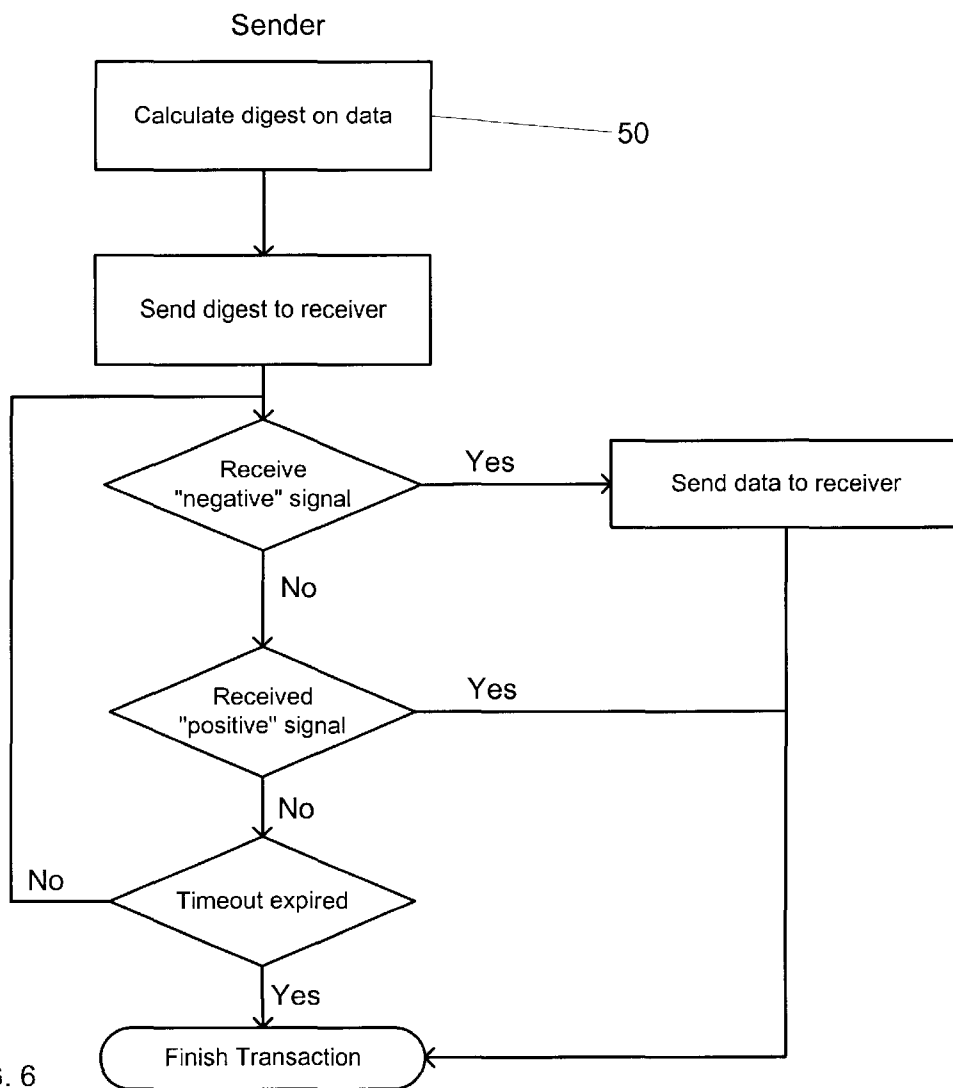 Sender
Calculate digest on data
50
Send digest to receiver
Receive
"negative" signal
Yes
Send data to receiver
No
Received
"positive" signal
Yes
No
Timeout expired
No
Yes
Finish Transaction
. 6